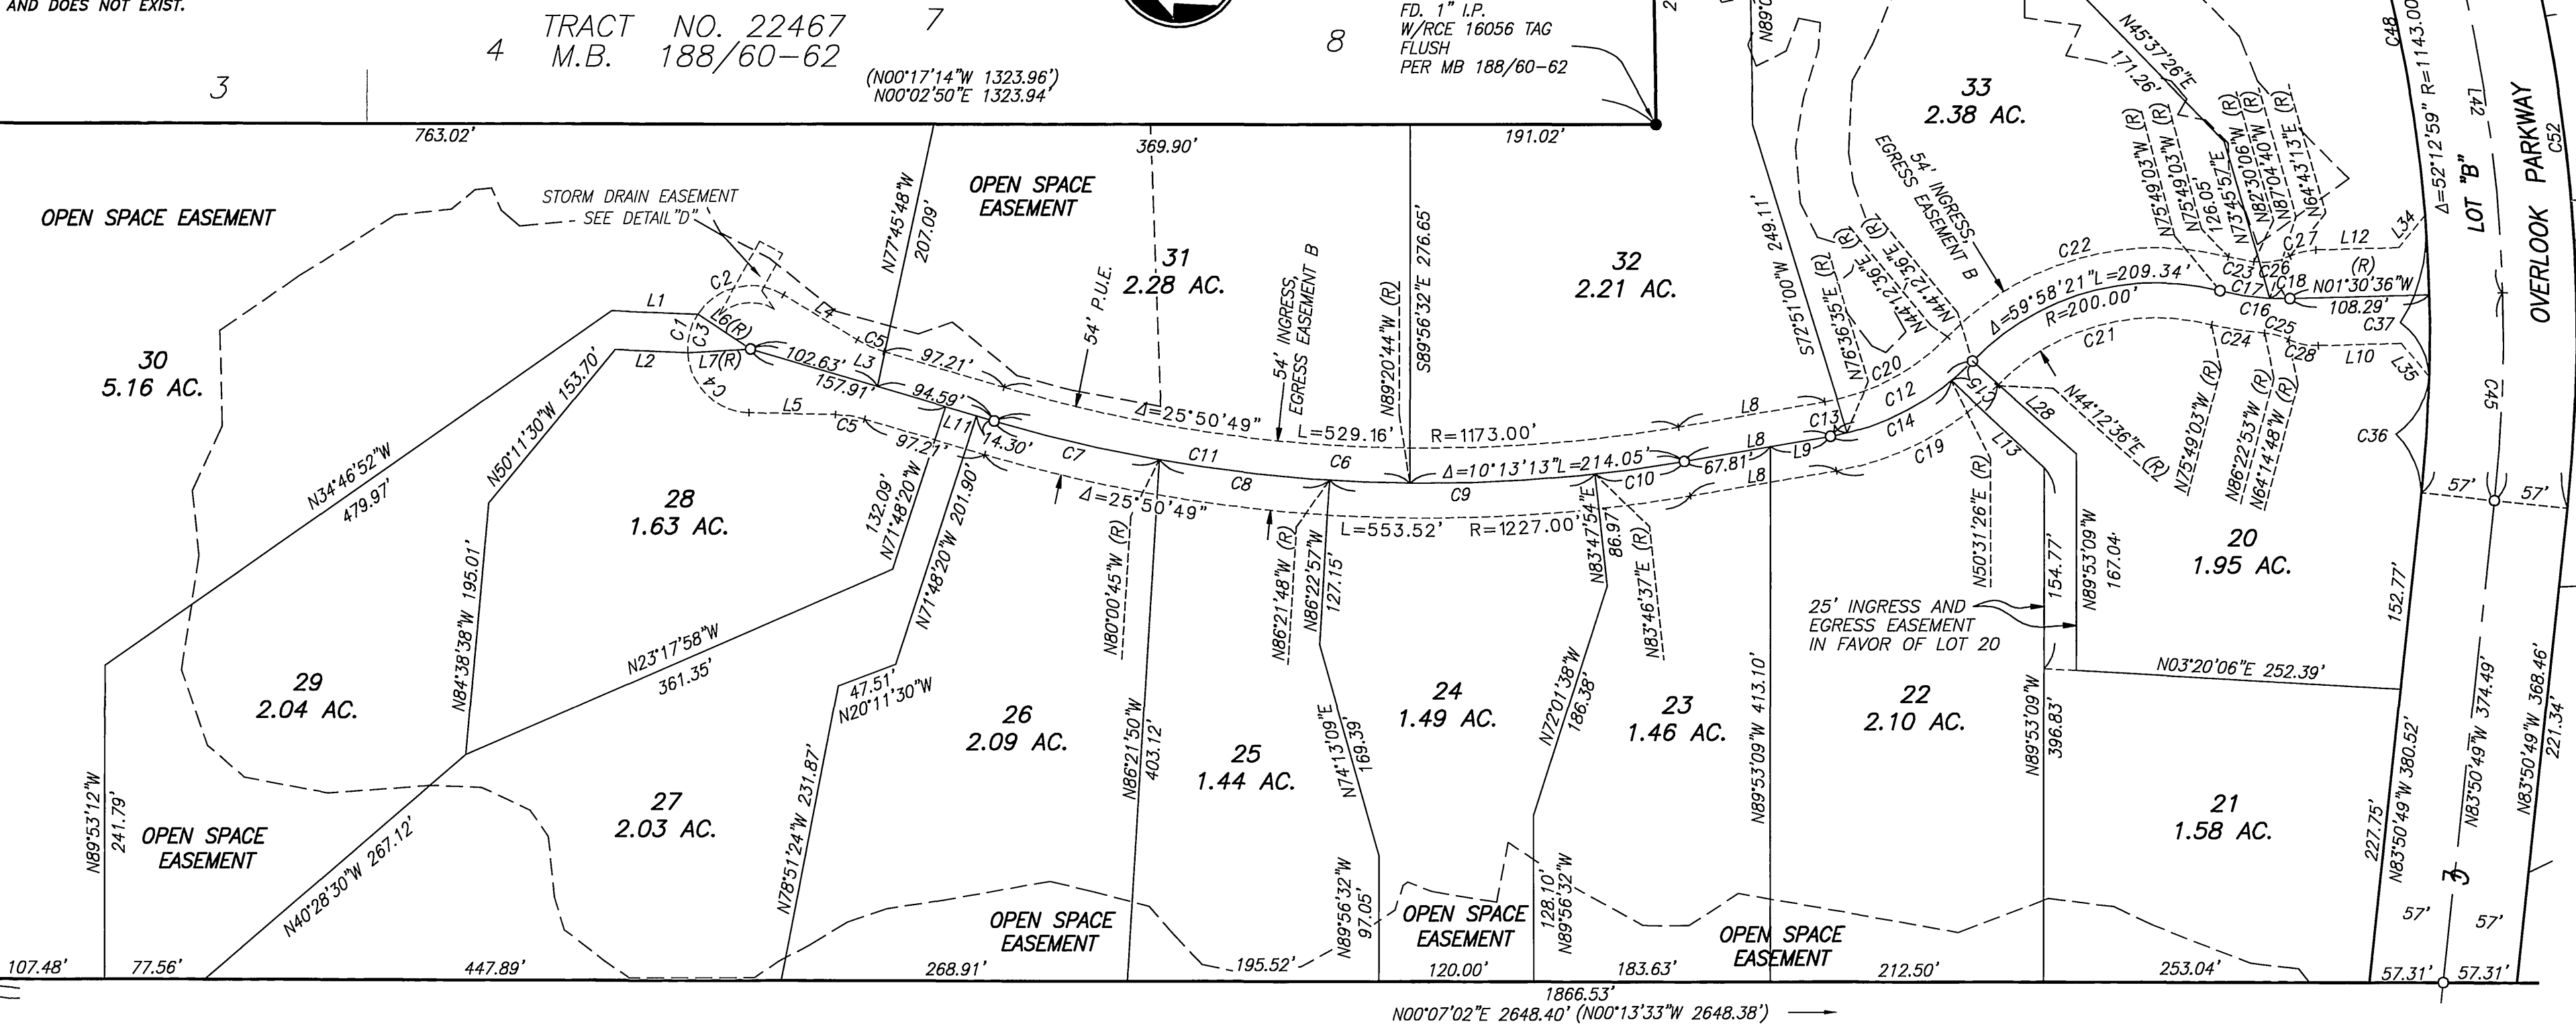 AND DOES NOT EXIST.
TRACT NO. 22467
M.B. 188/60-62
3
4
7
8
(N00°17'14"W 1323.96')
N00°02'50"E 1323.94'
FD. 1" I.P.
W/RCE 16056 TAG
FLUSH
PER MB 188/60-62
763.02'
369.90'
191.02'
OPEN SPACE EASEMENT
STORM DRAIN EASEMENT
SEE DETAIL "D"
OPEN SPACE
EASEMENT
N77°45'48"W
207.09'
30
5.16 AC.
31
2.28 AC.
54' P.U.E.
54' INGRESS,
EGRESS EASEMENT B
N89°20'44"W (R)
S89°56'32"E 276.65'
32
2.21 AC.
S72°51'00"W 249.11'
N76°36'35"E (R)
N44°12'36"E (R)
N44°12'36"E (R)
54' INGRESS,
EGRESS EASEMENT B
33
2.38 AC.
N45°37'26"E
171.26'
N75°49'03"W (R)
N75°49'03"W (R)
126.05'
N73°45'57"E
N82°30'06"W (R)
N87°04'40"W (R)
N64°43'13"E (R)
C48
Δ=52°12'59" R=1143.00'
L42
LOT "B"
OVERLOOK PARKWAY
C52
C45
L1
L2
C1
C2
C3
C4
L6(R)
L7(R)
L4
C5
L3
102.63'
157.91'
97.21'
94.59'
L5
C5
97.21'
L11
14.30'
C7
C11
C8
C6
C9
C10
Δ=25°50'49"
L=529.16'
R=1173.00'
Δ=10°13'13"
L=214.05'
67.81'
L8
L8
L8
L9
C13
C12
C14
C15
C19
C20
C21
C22
Δ=59°58'21"
L=209.34'
R=200.00'
C23
C26
C27
L12
L34
C17
C18
(R)
N01°30'36"W
108.29'
C16
C25
C24
C28
L10
L35
C37
C36
Δ=25°50'49"
L=553.52'
R=1227.00'
N34°46'52"W
479.97'
N50°11'30"W 153.70'
28
1.63 AC.
N84°38'38"W 195.01'
132.09'
N71°48'20"W
N71°48'20"W 201.90'
N23°17'58"W
361.35'
29
2.04 AC.
N89°53'12"W
241.79'
OPEN SPACE
EASEMENT
N40°28'30"W 267.12'
27
2.03 AC.
47.51'
N20°11'30"W
N78°51'24"W 231.87'
26
2.09 AC.
N80°00'45"W (R)
N86°21'50"W
403.12'
25
1.44 AC.
N86°21'48"W (R)
N86°22'57"W
127.15'
N74°13'09"E
169.39'
N89°56'32"W
97.05'
24
1.49 AC.
N83°47'54"E
86.97'
N72°01'38"W
186.38'
128.10'
N89°56'32"W
N83°46'37"E (R)
23
1.46 AC.
N89°53'09"W 413.10'
22
2.10 AC.
N50°31'26"E (R)
L13
L28
154.77'
N89°53'09"W
167.04'
N44°12'36"E (R)
N75°49'03"W (R)
N86°22'53"W (R)
N64°14'48"W (R)
25' INGRESS AND
EGRESS EASEMENT
IN FAVOR OF LOT 20
20
1.95 AC.
N03°20'06"E 252.39'
N89°53'09"W
396.83'
21
1.58 AC.
57'
57'
152.77'
227.75'
N83°50'49"W 380.52'
N83°50'49"W 374.49'
N83°50'49"W 368.46'
221.34'
57'
57'
OPEN SPACE
EASEMENT
OPEN SPACE
EASEMENT
OPEN SPACE
EASEMENT
107.48'
77.56'
447.89'
268.91'
195.52'
120.00'
183.63'
212.50'
253.04'
57.31'
57.31'
1866.53'
N00°07'02"E 2648.40' (N00°13'33"W 2648.38')